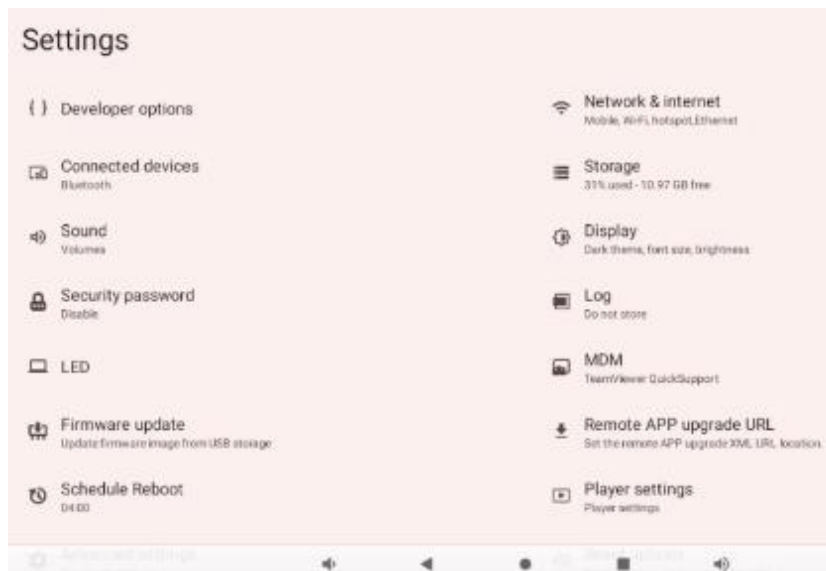 Settings
Developer options
Network & internet
Mobile, Wi-Fi, hotspot,Ethernet
Connected devices
Bluetooth
Storage
31% used - 10.97 GB free
Sound
Volumes
Display
Dark theme, font size, brightness
Security password
Disable
Log
Do not store
LED
MDM
TeamViewer QuickSupport
Firmware update
Update firmware image from USB storage
Remote APP upgrade URL
Set the remote APP upgrade XML URL location.
Schedule Reboot
04:00
Player settings
Player settings
Advanced settings